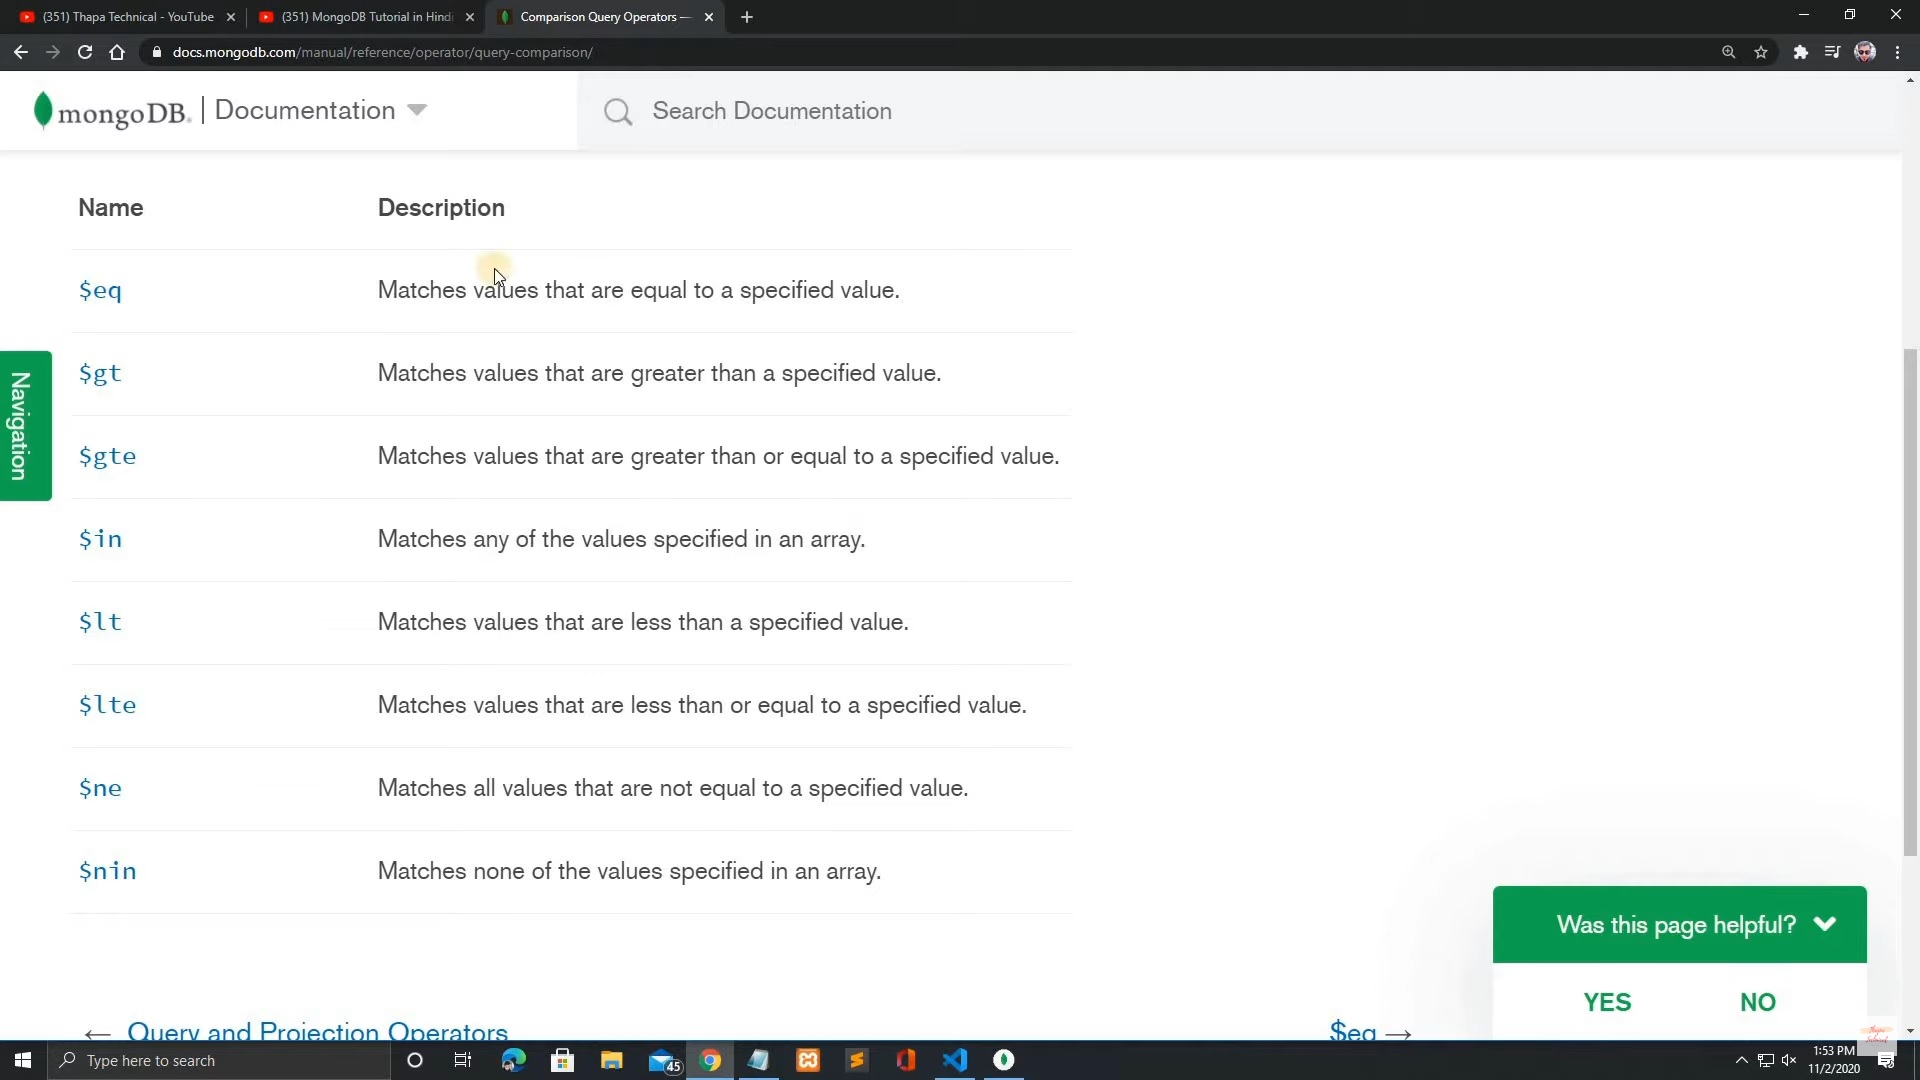 (351) Thapa Technical - YouTube
(351) MongoDB Tutorial in Hindi
Comparison Query Operators —
docs.mongodb.com/manual/reference/operator/query-comparison/
mongoDB. | Documentation
Search Documentation
Name Description
$eq Matches values that are equal to a specified value.
$gt Matches values that are greater than a specified value.
$gte Matches values that are greater than or equal to a specified value.
$in Matches any of the values specified in an array.
$lt Matches values that are less than a specified value.
$lte Matches values that are less than or equal to a specified value.
$ne Matches all values that are not equal to a specified value.
$nin Matches none of the values specified in an array.
Navigation
Was this page helpful?
YES NO
← Query and Projection Operators
$eq →
Type here to search
45
1:53 PM
11/2/2020